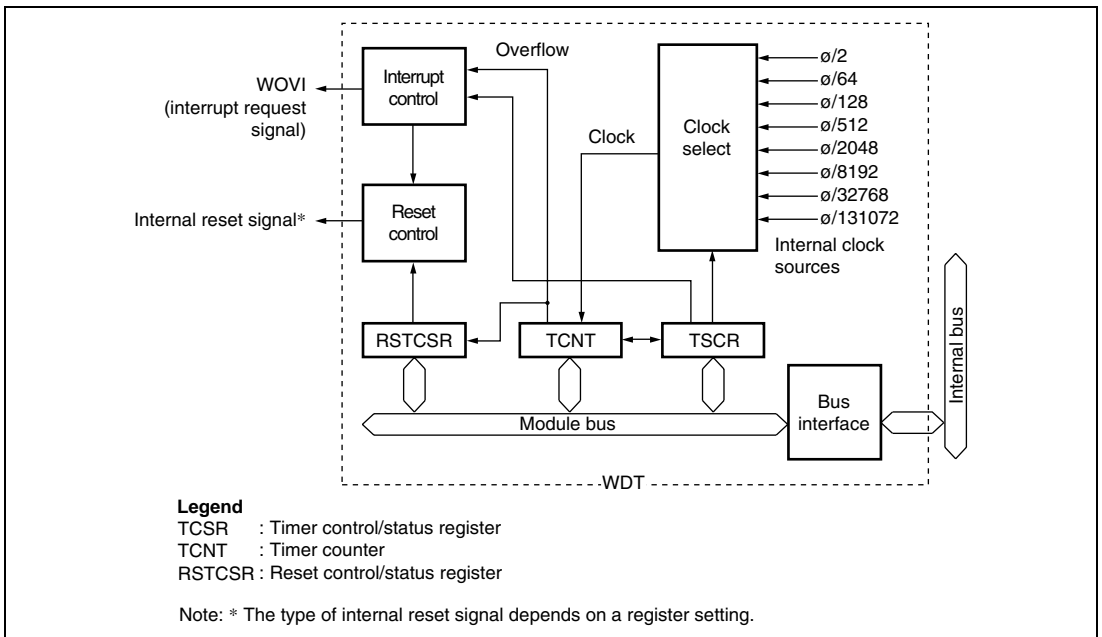 Overflow
Interrupt
control
WOVI
(interrupt request
signal)
Reset
control
Internal reset signal*
Clock
Clock
select
ø/2
ø/64
ø/128
ø/512
ø/2048
ø/8192
ø/32768
ø/131072
Internal clock
sources
RSTCSR
TCNT
TSCR
Module bus
Bus
interface
Internal bus
WDT
Legend
TCSR : Timer control/status register
TCNT : Timer counter
RSTCSR : Reset control/status register
Note: * The type of internal reset signal depends on a register setting.